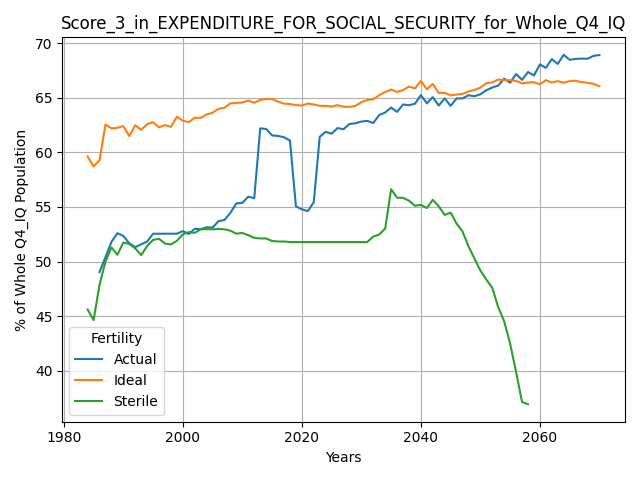 Score_3_in_EXPENDITURE_FOR_SOCIAL_SECURITY_for_Whole_Q4_IQ
70
65
60
55
50
45
40
% of Whole Q4_IQ Population
Fertility
Actual
Ideal
Sterile
1980
2000
2020
2040
2060
Years